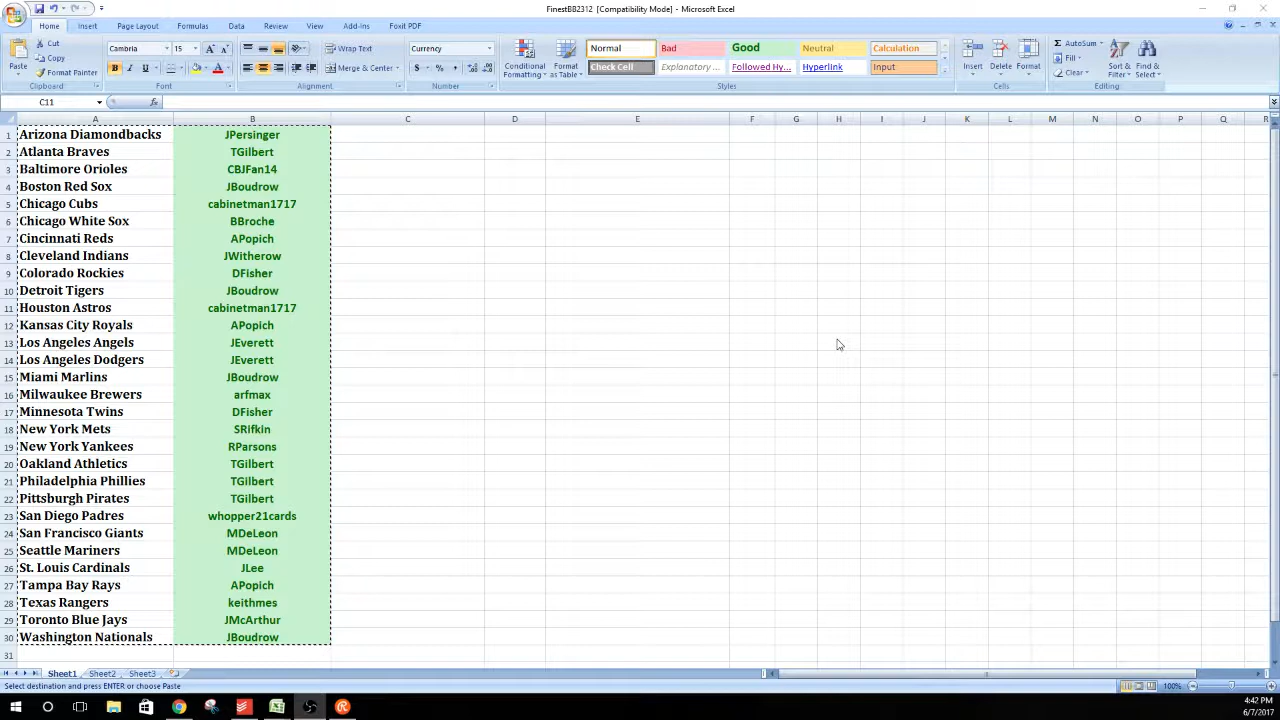 FinestBB2312 [Compatibility Mode] - Microsoft Excel
Home Insert Page Layout Formulas Data Review View Add-Ins Foxit PDF
Paste
Cut
Copy
Format Painter
Clipboard
Cambria 15
B I U
Font
Wrap Text
Merge & Center
Alignment
Currency
$ % ,
Number
Conditional Formatting
Format as Table
Normal Bad Good Neutral Calculation
Check Cell Explanatory ... Followed Hy... Hyperlink Input
Styles
Insert Delete Format
Cells
AutoSum
Fill
Clear
Sort & Filter
Find & Select
Editing
C11 fx
A B C D E F G H I J K L M N O P Q R
1 Arizona Diamondbacks JPersinger
2 Atlanta Braves TGilbert
3 Baltimore Orioles CBJFan14
4 Boston Red Sox JBoudrow
5 Chicago Cubs cabinetman1717
6 Chicago White Sox BBroche
7 Cincinnati Reds APopich
8 Cleveland Indians JWitherow
9 Colorado Rockies DFisher
10 Detroit Tigers JBoudrow
11 Houston Astros cabinetman1717
12 Kansas City Royals APopich
13 Los Angeles Angels JEverett
14 Los Angeles Dodgers JEverett
15 Miami Marlins JBoudrow
16 Milwaukee Brewers arfmax
17 Minnesota Twins DFisher
18 New York Mets SRifkin
19 New York Yankees RParsons
20 Oakland Athletics TGilbert
21 Philadelphia Phillies TGilbert
22 Pittsburgh Pirates TGilbert
23 San Diego Padres whopper21cards
24 San Francisco Giants MDeLeon
25 Seattle Mariners MDeLeon
26 St. Louis Cardinals JLee
27 Tampa Bay Rays APopich
28 Texas Rangers keithmes
29 Toronto Blue Jays JMcArthur
30 Washington Nationals JBoudrow
31
Sheet1 Sheet2 Sheet3
Select destination and press ENTER or choose Paste
100%
4:42 PM
6/7/2017